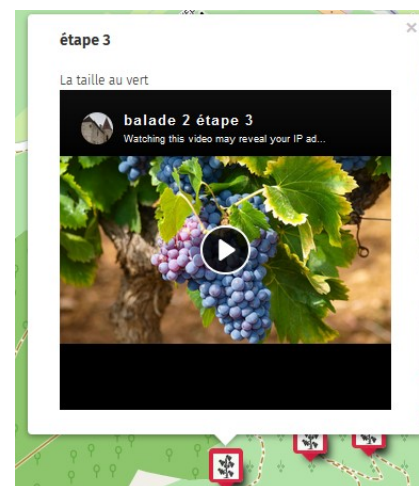 étape 3
La taille au vert
balade 2 étape 3
Watching this video may reveal your IP ad...